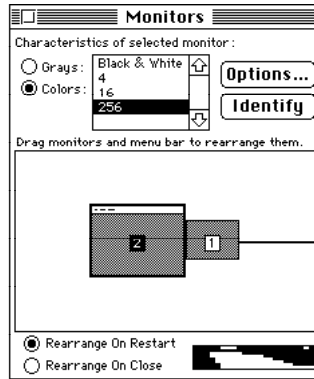 Monitors
Characteristics of selected monitor:
Grays:
Colors:
Black & White
4
16
256
Options...
Identify
Drag monitors and menu bar to rearrange them.
2
1
Rearrange On Restart
Rearrange On Close